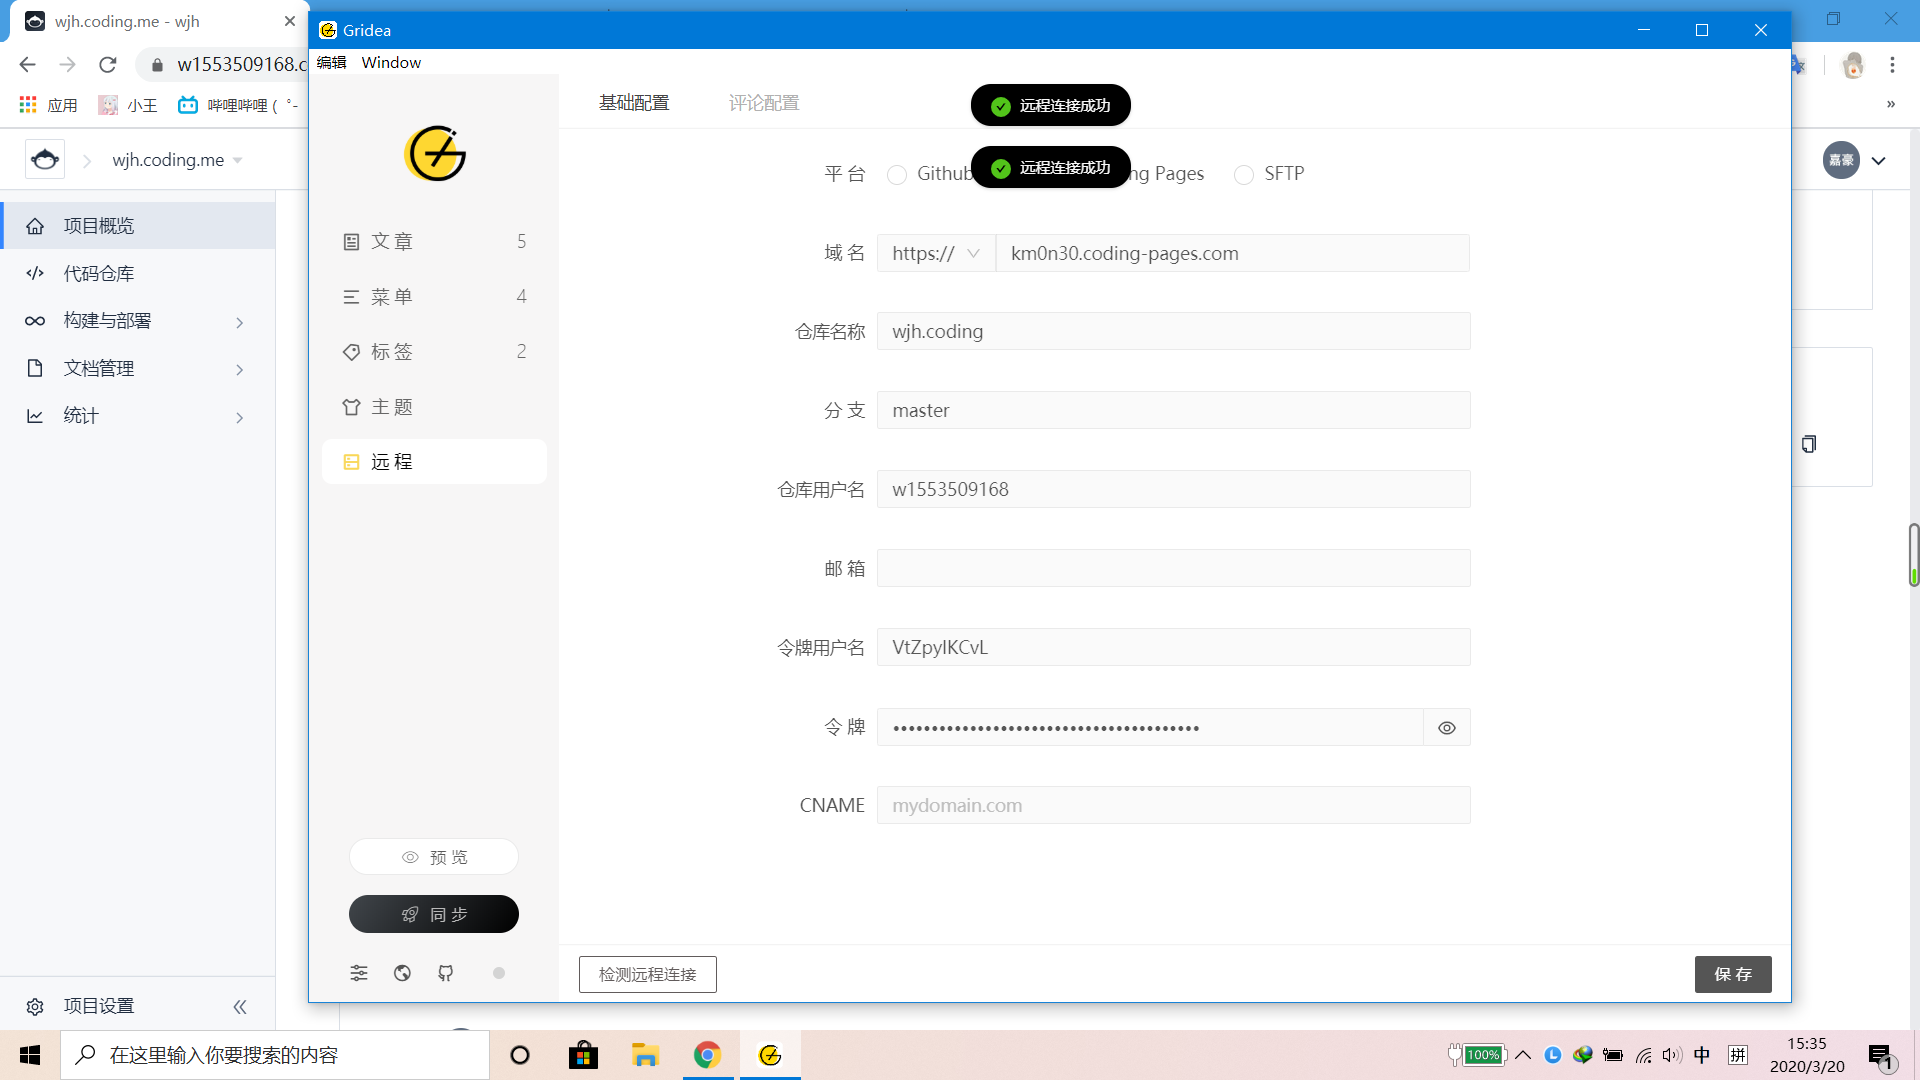 wjh.coding.me - wjh
Gridea
w1553509168.c
编辑 Window
应用 小王 哔哩哔哩 ( ゜-
»
wjh.coding.me
嘉豪
项目概览
代码仓库
构建与部署
文档管理
统计
项目设置
文章 5
菜单 4
标签 2
主题
远程
预览
同步
基础配置 评论配置
远程连接成功
远程连接成功
平台 Github ng Pages SFTP
域名 https:// km0n30.coding-pages.com
仓库名称 wjh.coding
分支 master
仓库用户名 w1553509168
邮箱
令牌用户名 VtZpyIKCvL
令牌 ••••••••••••••••••••••••••••••••••••••••
CNAME mydomain.com
检测远程连接
保存
在这里输入你要搜索的内容
100%
中
拼
15:35
2020/3/20
1